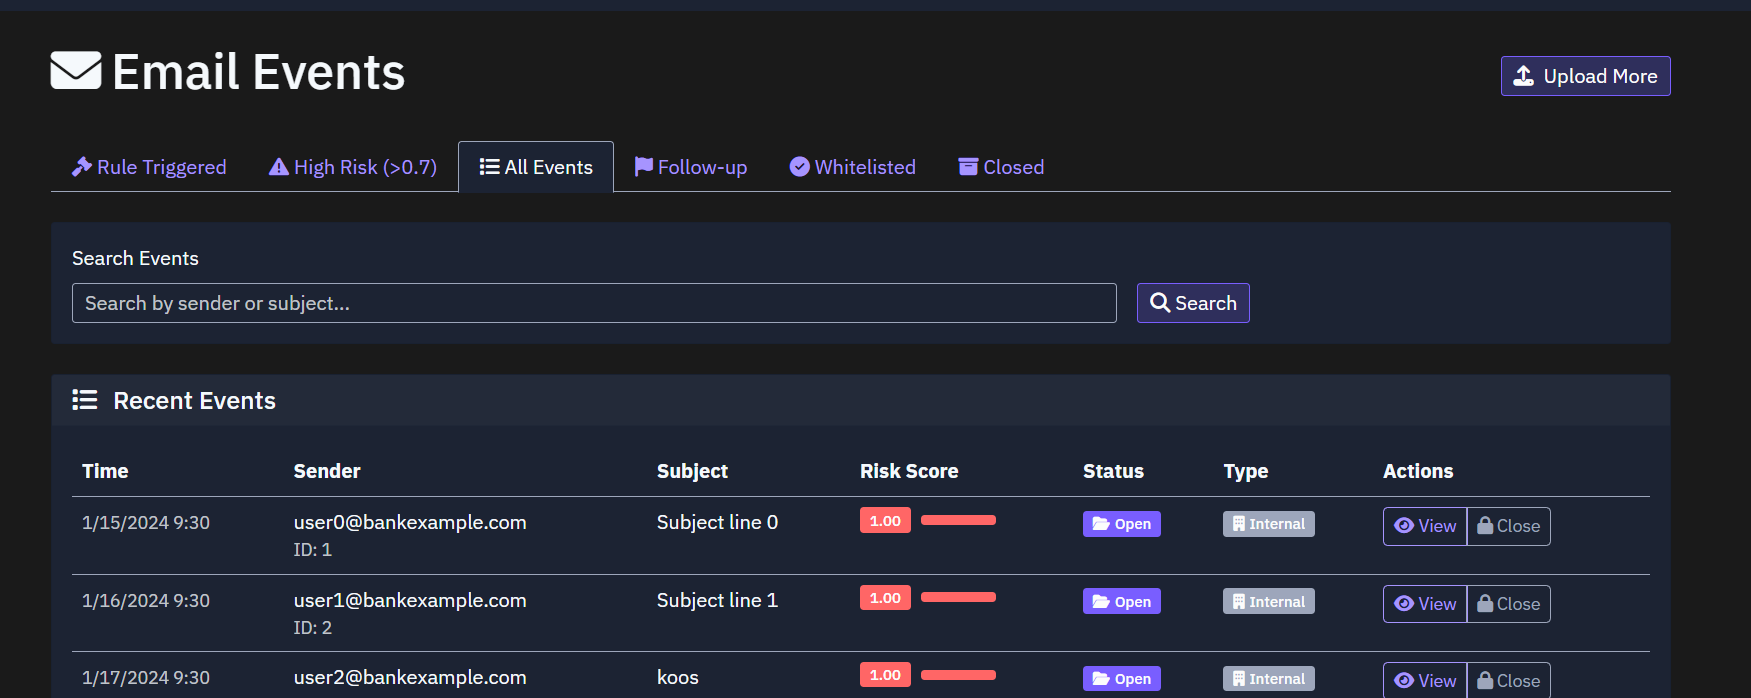 Email Events
Upload More
Rule Triggered High Risk (>0.7) All Events Follow-up Whitelisted Closed
Search Events
Search by sender or subject...
Search
Recent Events
Time Sender Subject Risk Score Status Type Actions
1/15/2024 9:30 user0@bankexample.com Subject line 0 1.00 Open Internal View Close
ID: 1
1/16/2024 9:30 user1@bankexample.com Subject line 1 1.00 Open Internal View Close
ID: 2
1/17/2024 9:30 user2@bankexample.com koos 1.00 Open Internal View Close